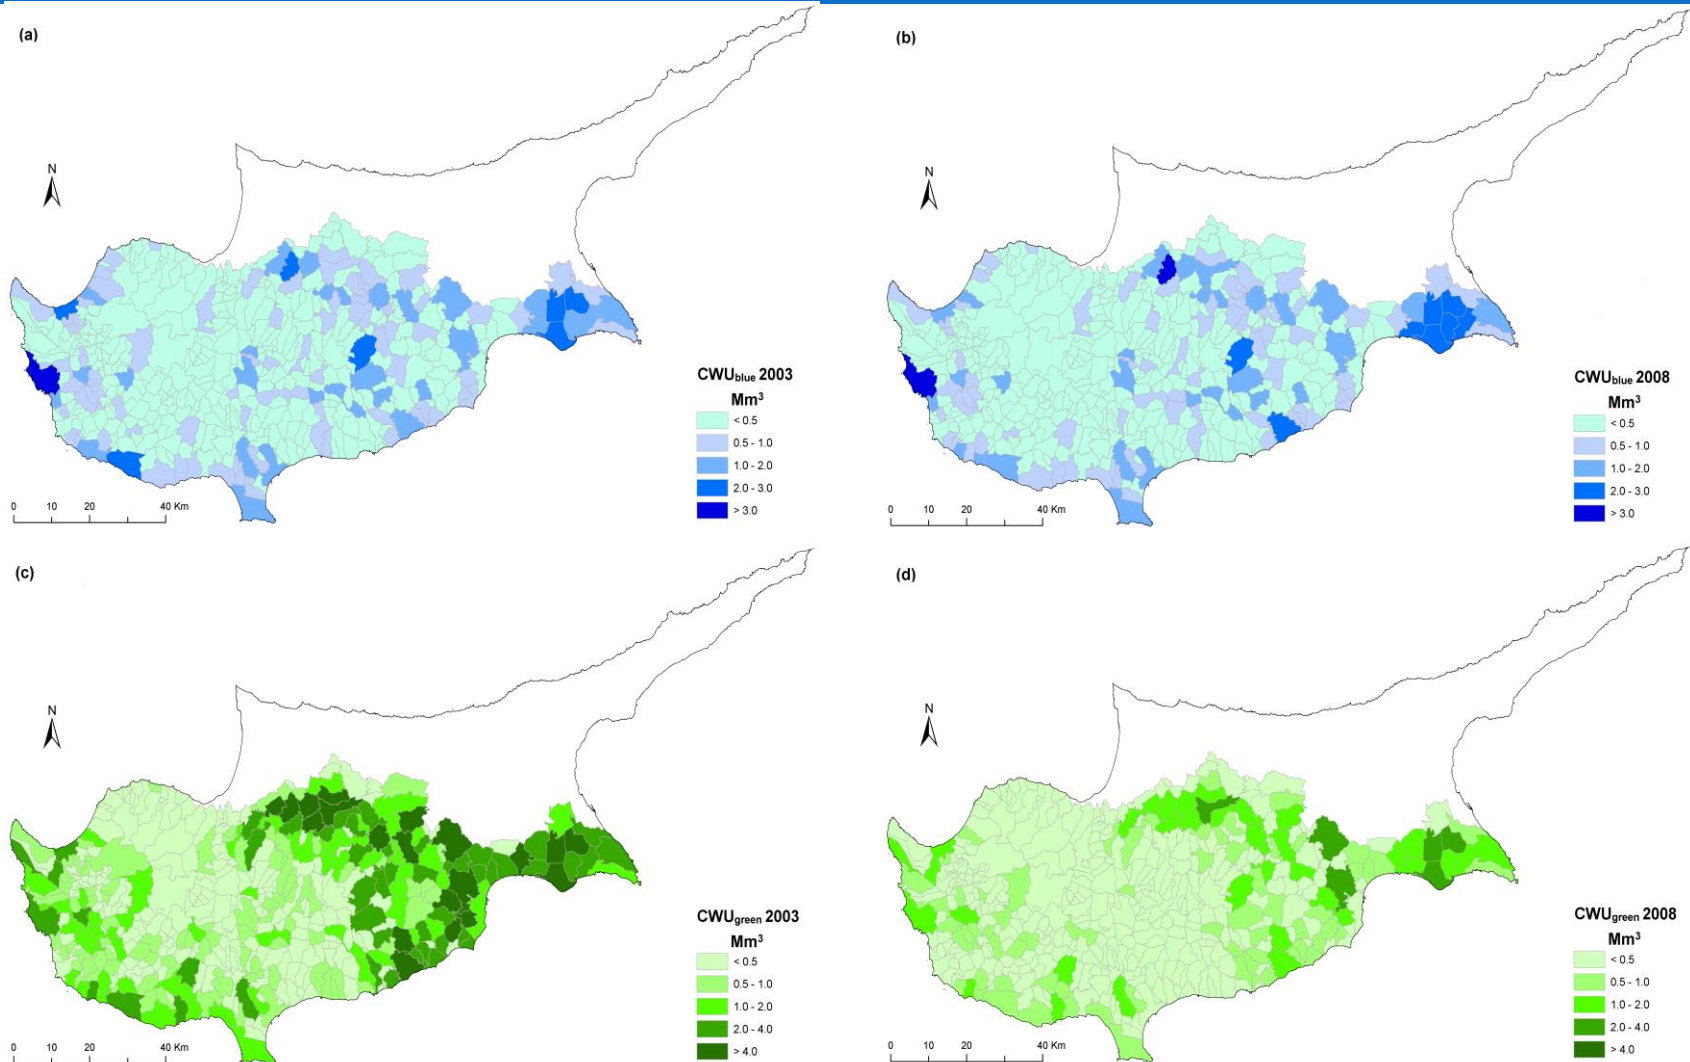 (a)
N
CWUblue 2003
Mm³
< 0.5
0.5 - 1.0
1.0 - 2.0
2.0 - 3.0
> 3.0
0 10 20 40 Km
(b)
N
CWUblue 2008
Mm³
< 0.5
0.5 - 1.0
1.0 - 2.0
2.0 - 3.0
> 3.0
0 10 20 40 Km
(c)
N
CWUgreen 2003
Mm³
< 0.5
0.5 - 1.0
1.0 - 2.0
2.0 - 4.0
> 4.0
0 10 20 40 Km
(d)
N
CWUgreen 2008
Mm³
< 0.5
0.5 - 1.0
1.0 - 2.0
2.0 - 4.0
> 4.0
0 10 20 40 Km